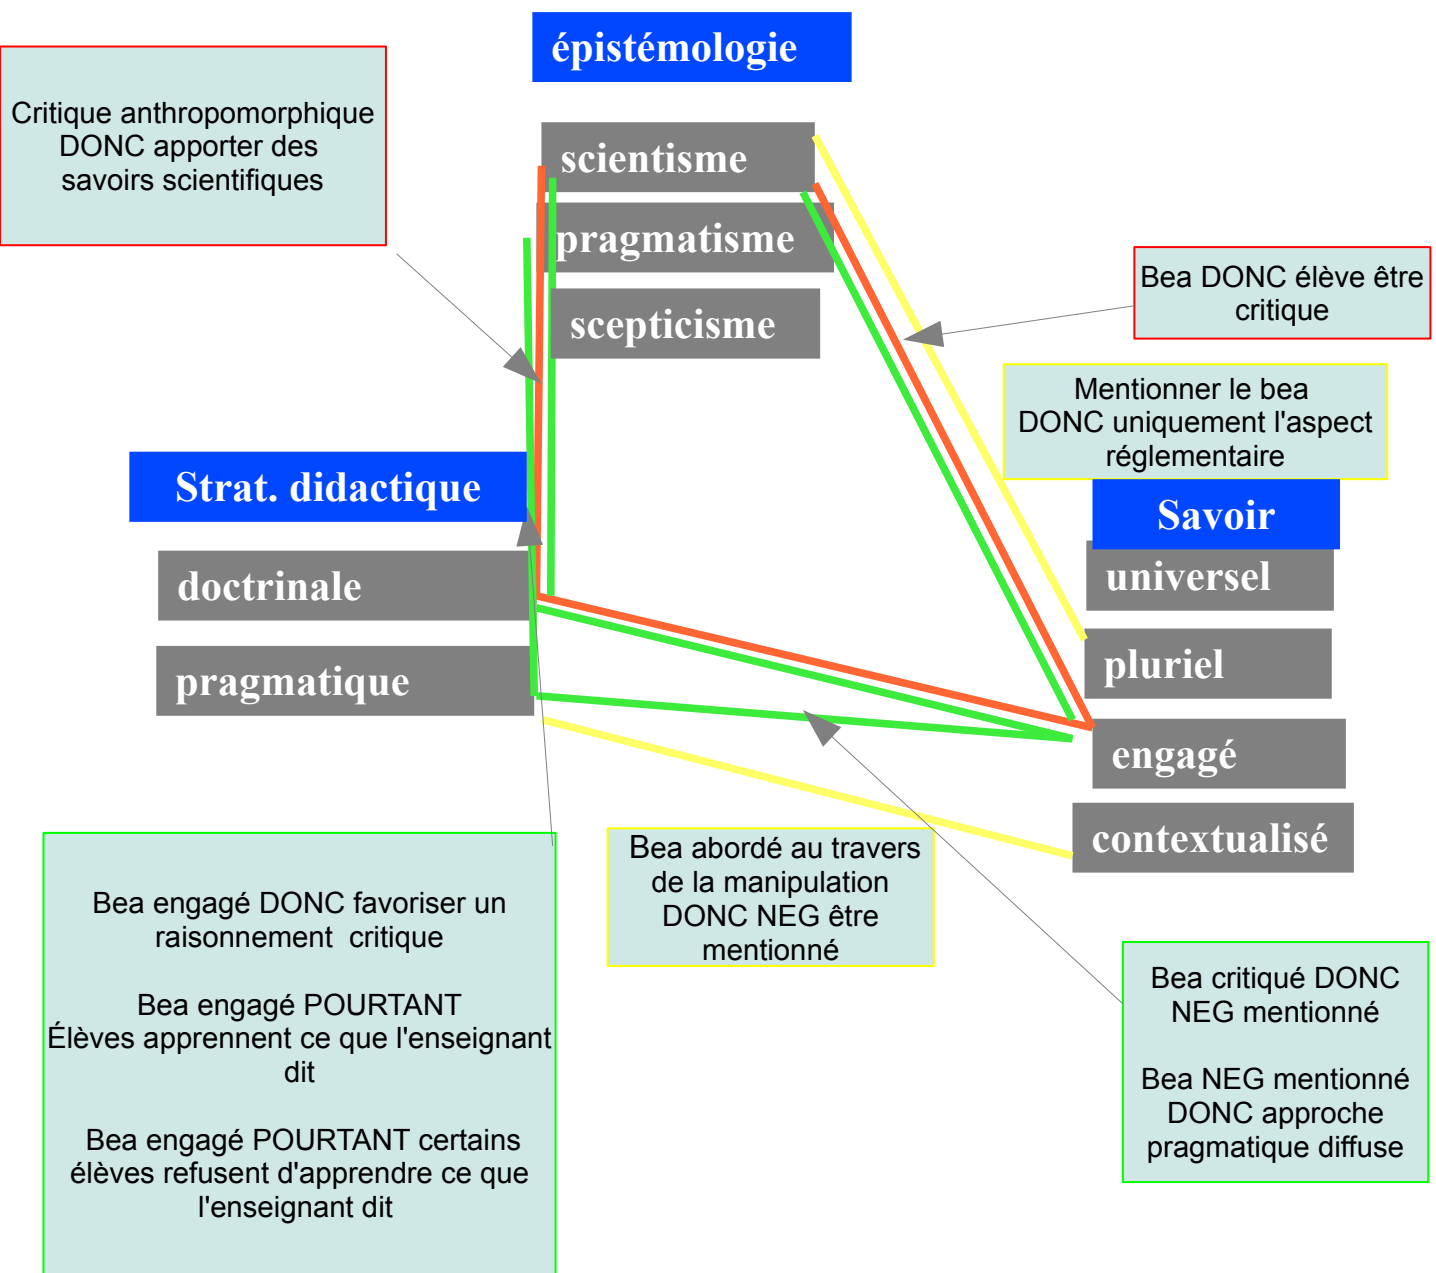 épistémologie
Critique anthropomorphique
DONC apporter des
savoirs scientifiques
scientisme
pragmatisme
scepticisme
Bea DONC élève être
critique
Mentionner le bea
DONC uniquement l'aspect
réglementaire
Strat. didactique
doctrinale
pragmatique
Savoir
universel
pluriel
engagé
contextualisé
Bea engagé DONC favoriser un
raisonnement critique
Bea engagé POURTANT
Élèves apprennent ce que l'enseignant
dit
Bea engagé POURTANT certains
élèves refusent d'apprendre ce que
l'enseignant dit
Bea abordé au travers
de la manipulation
DONC NEG être
mentionné
Bea critiqué DONC
NEG mentionné
Bea NEG mentionné
DONC approche
pragmatique diffuse